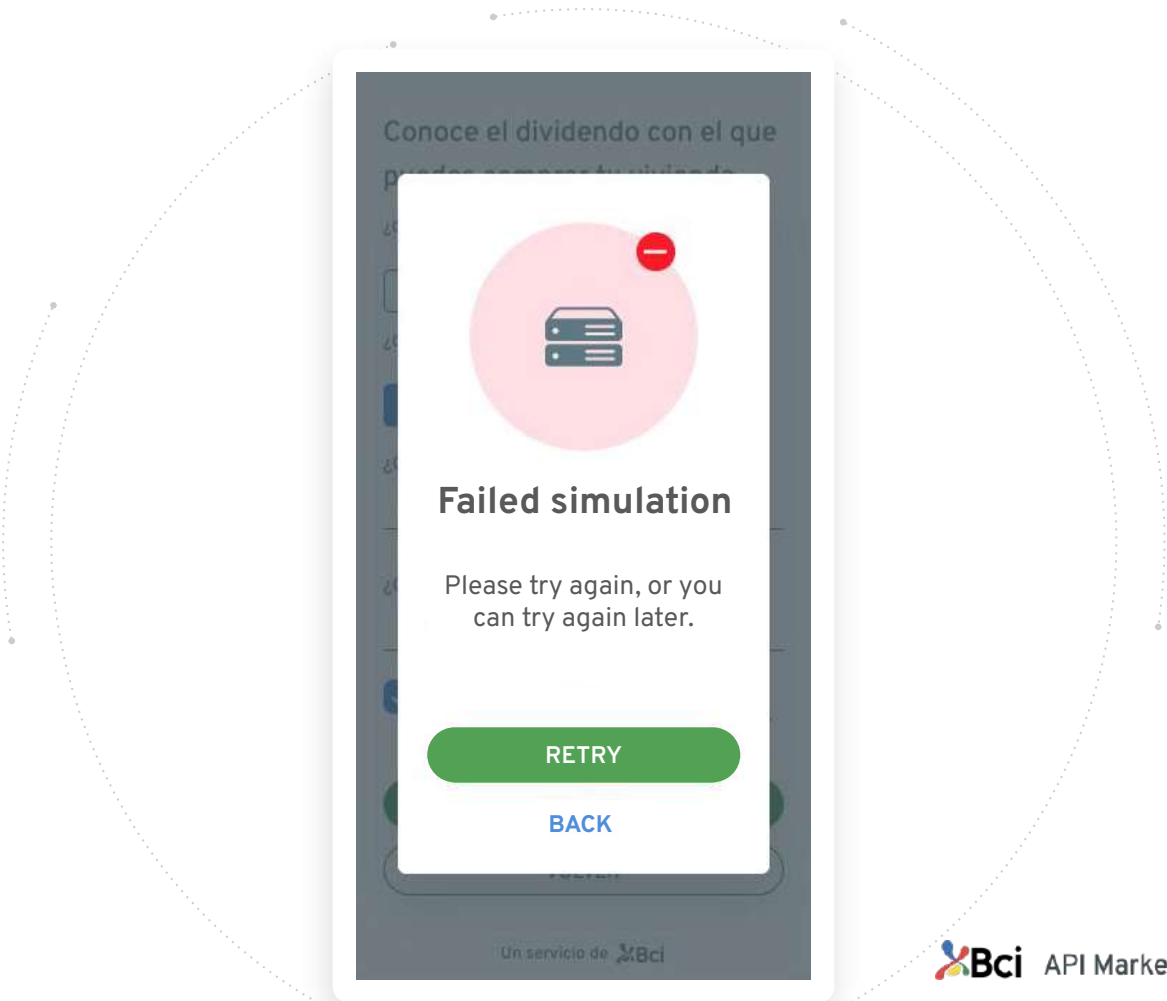 Conoce el dividendo con el que
Failed simulation
Please try again, or you
can try again later.
RETRY
BACK
Un servicio de Bci
Bci API Marke